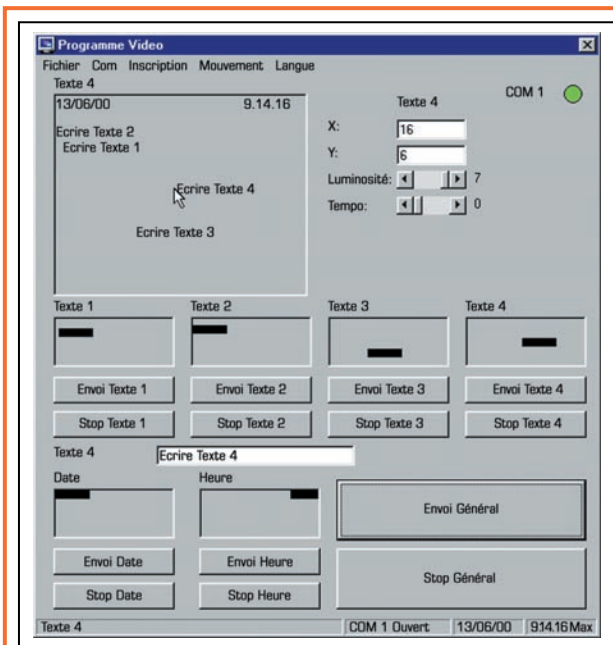 Programme Video
Fichier Com Inscription Mouvement Langue
Texte 4
COM 1
13/06/00 9.14.16
Texte 4
Ecrire Texte 2
X: 16
Ecrire Texte 1
Y: 6
Luminosité: 7
Ecrire Texte 4
Tempo: 0
Ecrire Texte 3
Texte 1 Texte 2 Texte 3 Texte 4
Envoi Texte 1 Envoi Texte 2 Envoi Texte 3 Envoi Texte 4
Stop Texte 1 Stop Texte 2 Stop Texte 3 Stop Texte 4
Texte 4 Ecrire Texte 4
Date Heure
Envoi Général
Envoi Date Envoi Heure
Stop Général
Stop Date Stop Heure
Texte 4 COM 1 Ouvert 13/06/00 914.16 Max